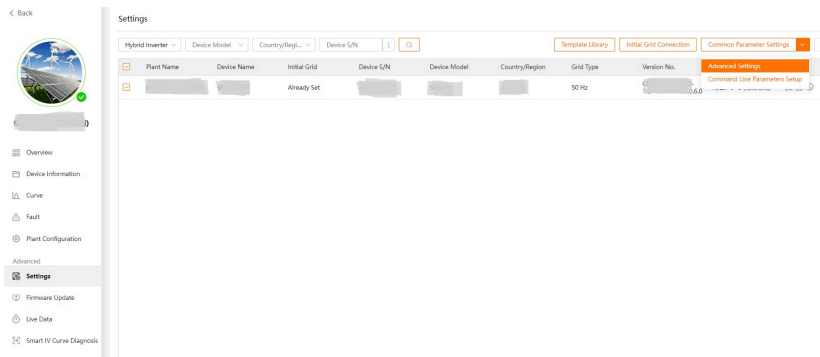 Back
Settings
Hybrid Inverter
Device Model
Country/Regi...
Device S/N
Template Library
Initial Grid Connection
Common Parameter Settings
Plant Name
Device Name
Initial Grid
Device S/N
Device Model
Country/Region
Grid Type
Version No.
Advanced Settings
Command Line Parameters Setup
Already Set
50 Hz
Overview
Device Information
Curve
Fault
Plant Configuration
Advanced
Settings
Firmware Update
Live Data
Smart IV Curve Diagnosis